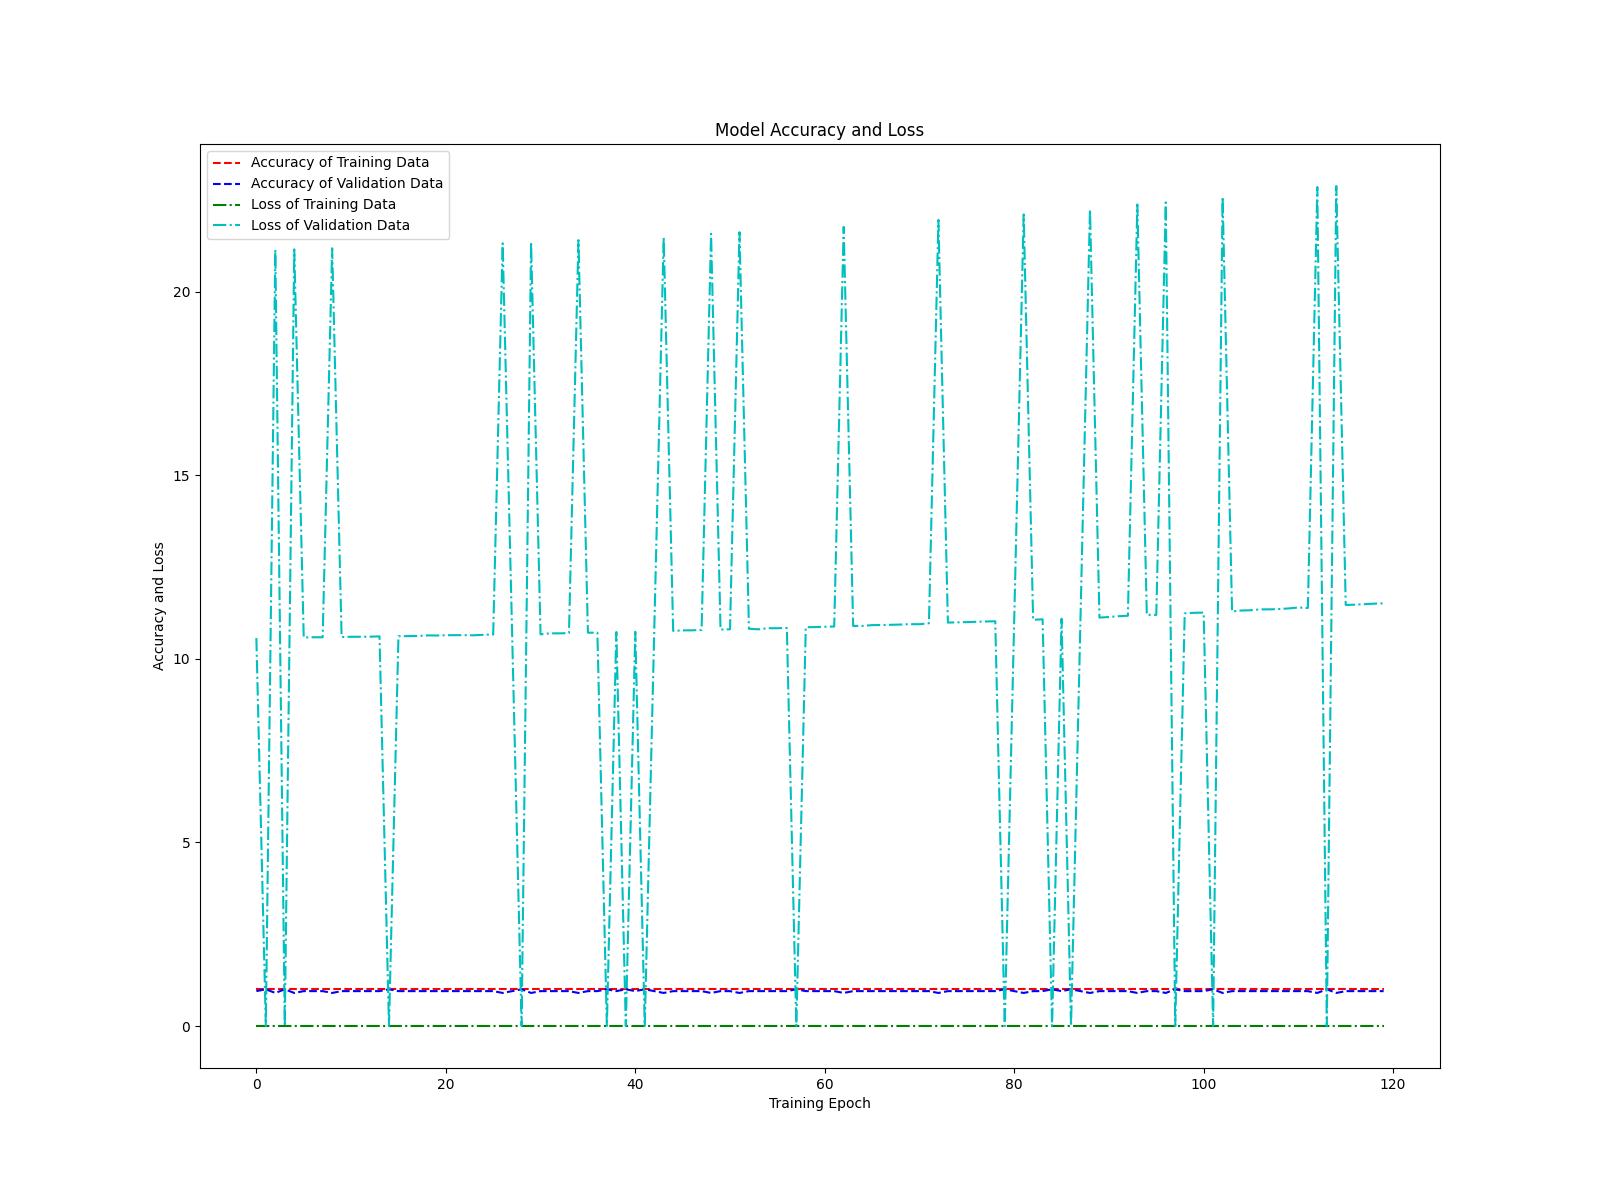 Model Accuracy and Loss
Accuracy of Training Data
Accuracy of Validation Data
Loss of Training Data
Loss of Validation Data
20
15
10
5
0
Accuracy and Loss
0 20 40 60 80 100 120
Training Epoch